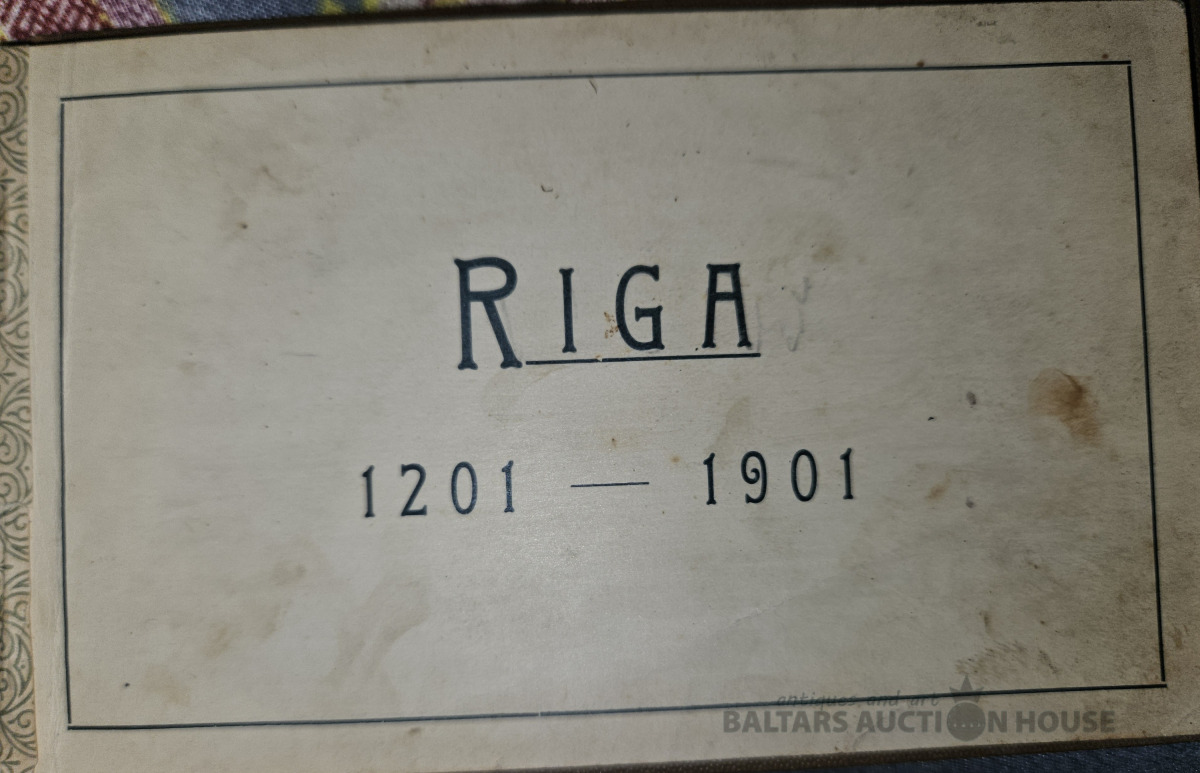 RIGA
1201 — 1901
antiques and art
BALTARS AUCTION HOUSE